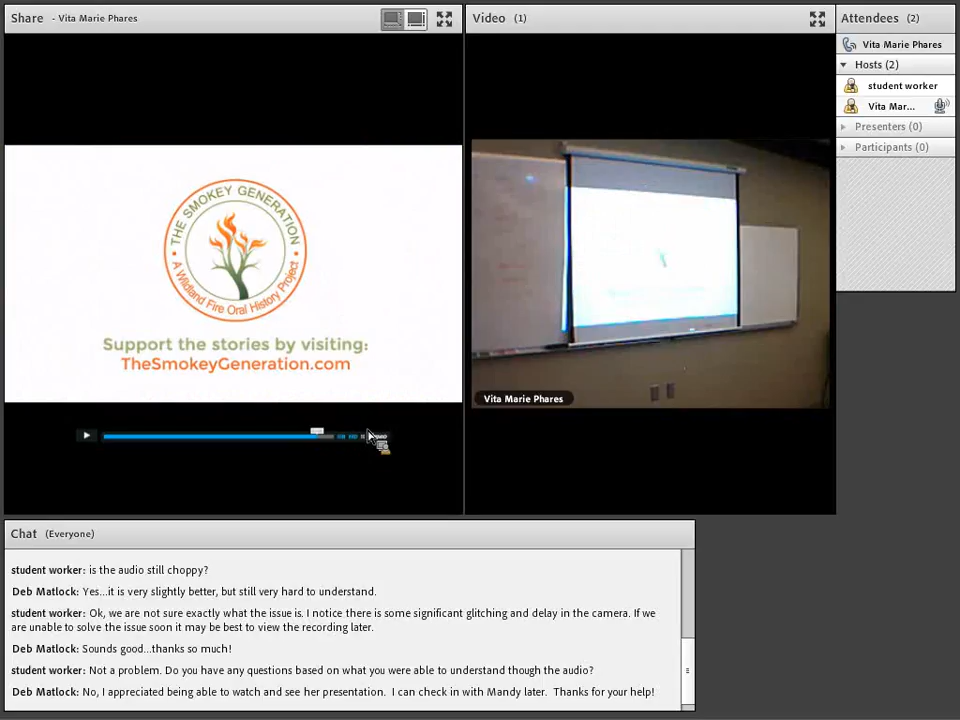 Share - Vita Marie Phares
Video (1)
Attendees (2)
Vita Marie Phares
Hosts (2)
student worker
Vita Mar...
Presenters (0)
Participants (0)
THE SMOKEY GENERATION
A Wildland Fire Oral History Project
Support the stories by visiting:
TheSmokeyGeneration.com
Vita Marie Phares
Chat (Everyone)
student worker: is the audio still choppy?
Deb Matlock: Yes...it is very slightly better, but still very hard to understand.
student worker: Ok, we are not sure exactly what the issue is. I notice there is some significant glitching and delay in the camera. If we
are unable to solve the issue soon it may be best to view the recording later.
Deb Matlock: Sounds good...thanks so much!
student worker: Not a problem. Do you have any questions based on what you were able to understand though the audio?
Deb Matlock: No, I appreciated being able to watch and see her presentation. I can check in with Mandy later. Thanks for your help!